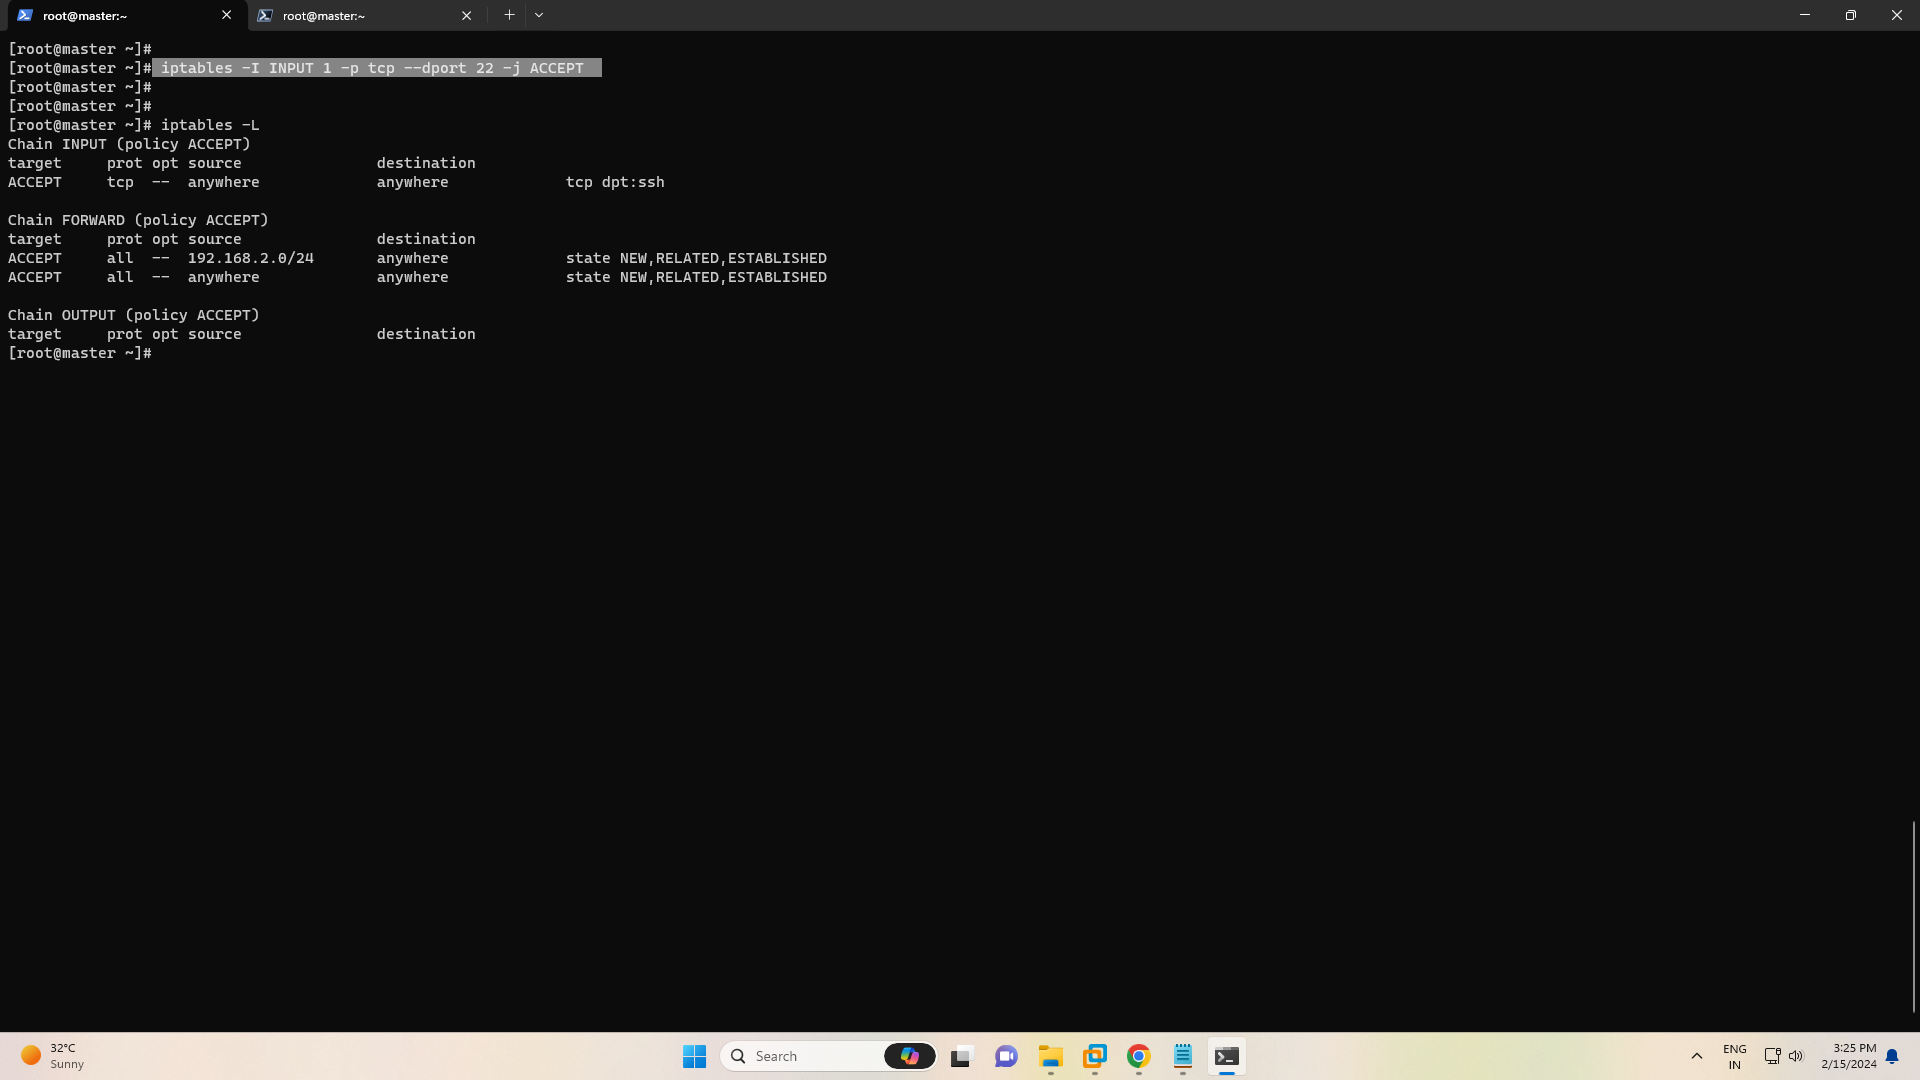 root@master:~
root@master:~
[root@master ~]#
[root@master ~]# iptables -I INPUT 1 -p tcp --dport 22 -j ACCEPT
[root@master ~]#
[root@master ~]#
[root@master ~]# iptables -L
Chain INPUT (policy ACCEPT)
target     prot opt source               destination
ACCEPT     tcp  --  anywhere             anywhere             tcp dpt:ssh
Chain FORWARD (policy ACCEPT)
target     prot opt source               destination
ACCEPT     all  --  192.168.2.0/24       anywhere             state NEW,RELATED,ESTABLISHED
ACCEPT     all  --  anywhere             anywhere             state NEW,RELATED,ESTABLISHED
Chain OUTPUT (policy ACCEPT)
target     prot opt source               destination
[root@master ~]#
32°C
Sunny
Search
ENG
IN
3:25 PM
2/15/2024